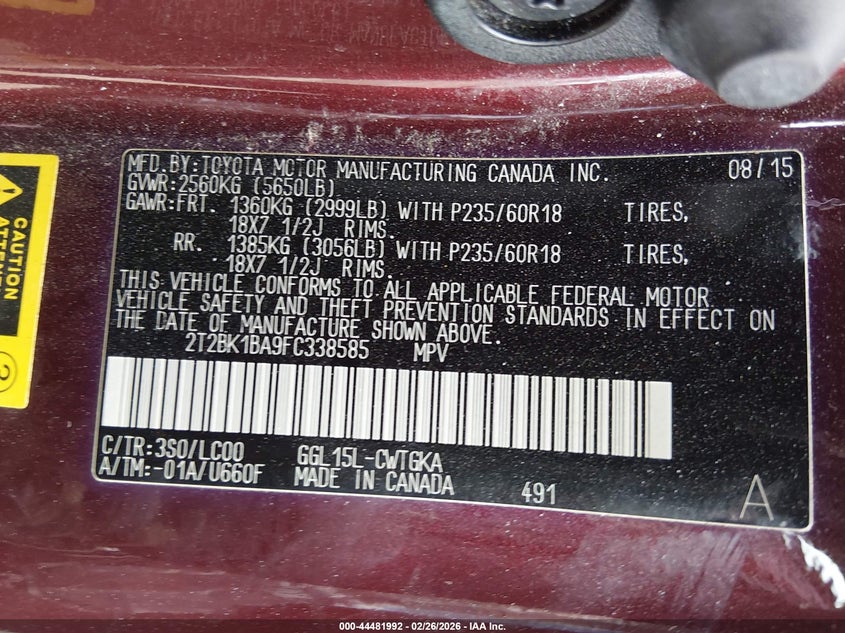 MFD.BY:TOYOTA MOTOR MANUFACTURING CANADA INC. 08/15
GVWR:2560KG (5650LB)
GAWR:FRT. 1360KG (2999LB) WITH P235/60R18 TIRES,
18X7 1/2J RIMS.
RR. 1385KG (3056LB) WITH P235/60R18 TIRES,
18X7 1/2J RIMS.
THIS VEHICLE CONFORMS TO ALL APPLICABLE FEDERAL MOTOR
VEHICLE SAFETY AND THEFT PREVENTION STANDARDS IN EFFECT ON
THE DATE OF MANUFACTURE SHOWN ABOVE.
2T2BK1BA9FC338585 MPV
C/TR:3S0/LC00 GGL15L-CWTGKA
A/TM:-01A/U660F MADE IN CANADA 491 A
CAUTION
2
000-44481992 - 02/26/2026 - IAA Inc.